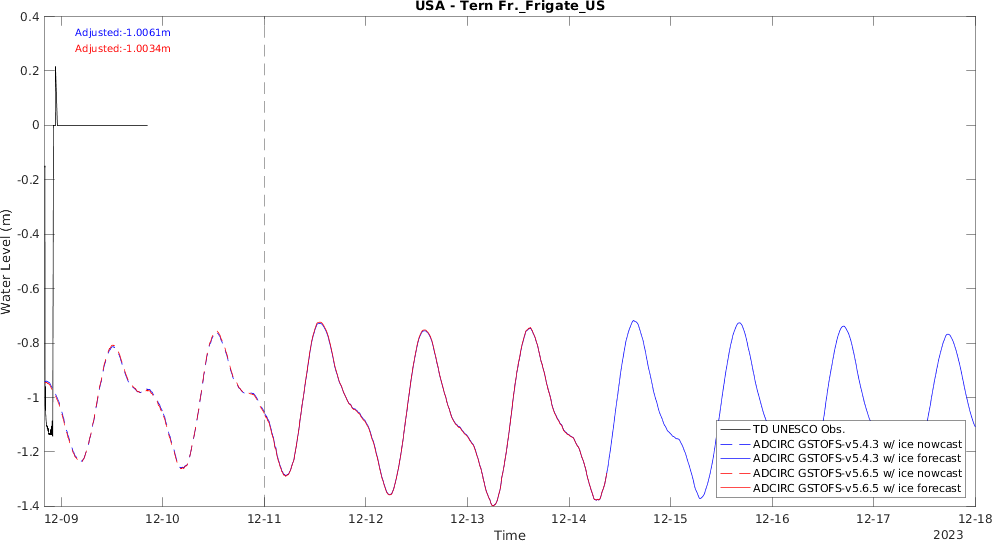 USA - Tern Fr._Frigate_US
Adjusted:-1.0061m
Adjusted:-1.0034m
0.4
0.2
0
-0.2
-0.4
-0.6
-0.8
-1
-1.2
-1.4
Water Level (m)
TD UNESCO Obs.
ADCIRC GSTOFS-v5.4.3 w/ ice nowcast
ADCIRC GSTOFS-v5.4.3 w/ ice forecast
ADCIRC GSTOFS-v5.6.5 w/ ice nowcast
ADCIRC GSTOFS-v5.6.5 w/ ice forecast
12-09 12-10 12-11 12-12 12-13 12-14 12-15 12-16 12-17 12-18
Time
2023